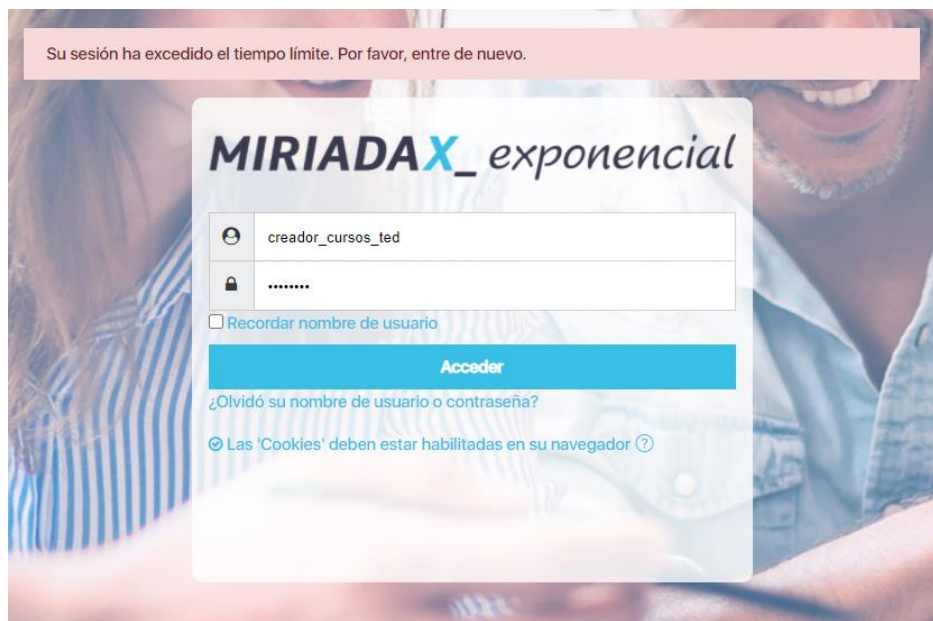 Su sesión ha excedido el tiempo límite. Por favor, entre de nuevo.
MIRIADAX_ exponencial
creador_cursos_ted
••••••••
Recordar nombre de usuario
Acceder
¿Olvidó su nombre de usuario o contraseña?
Las 'Cookies' deben estar habilitadas en su navegador ?